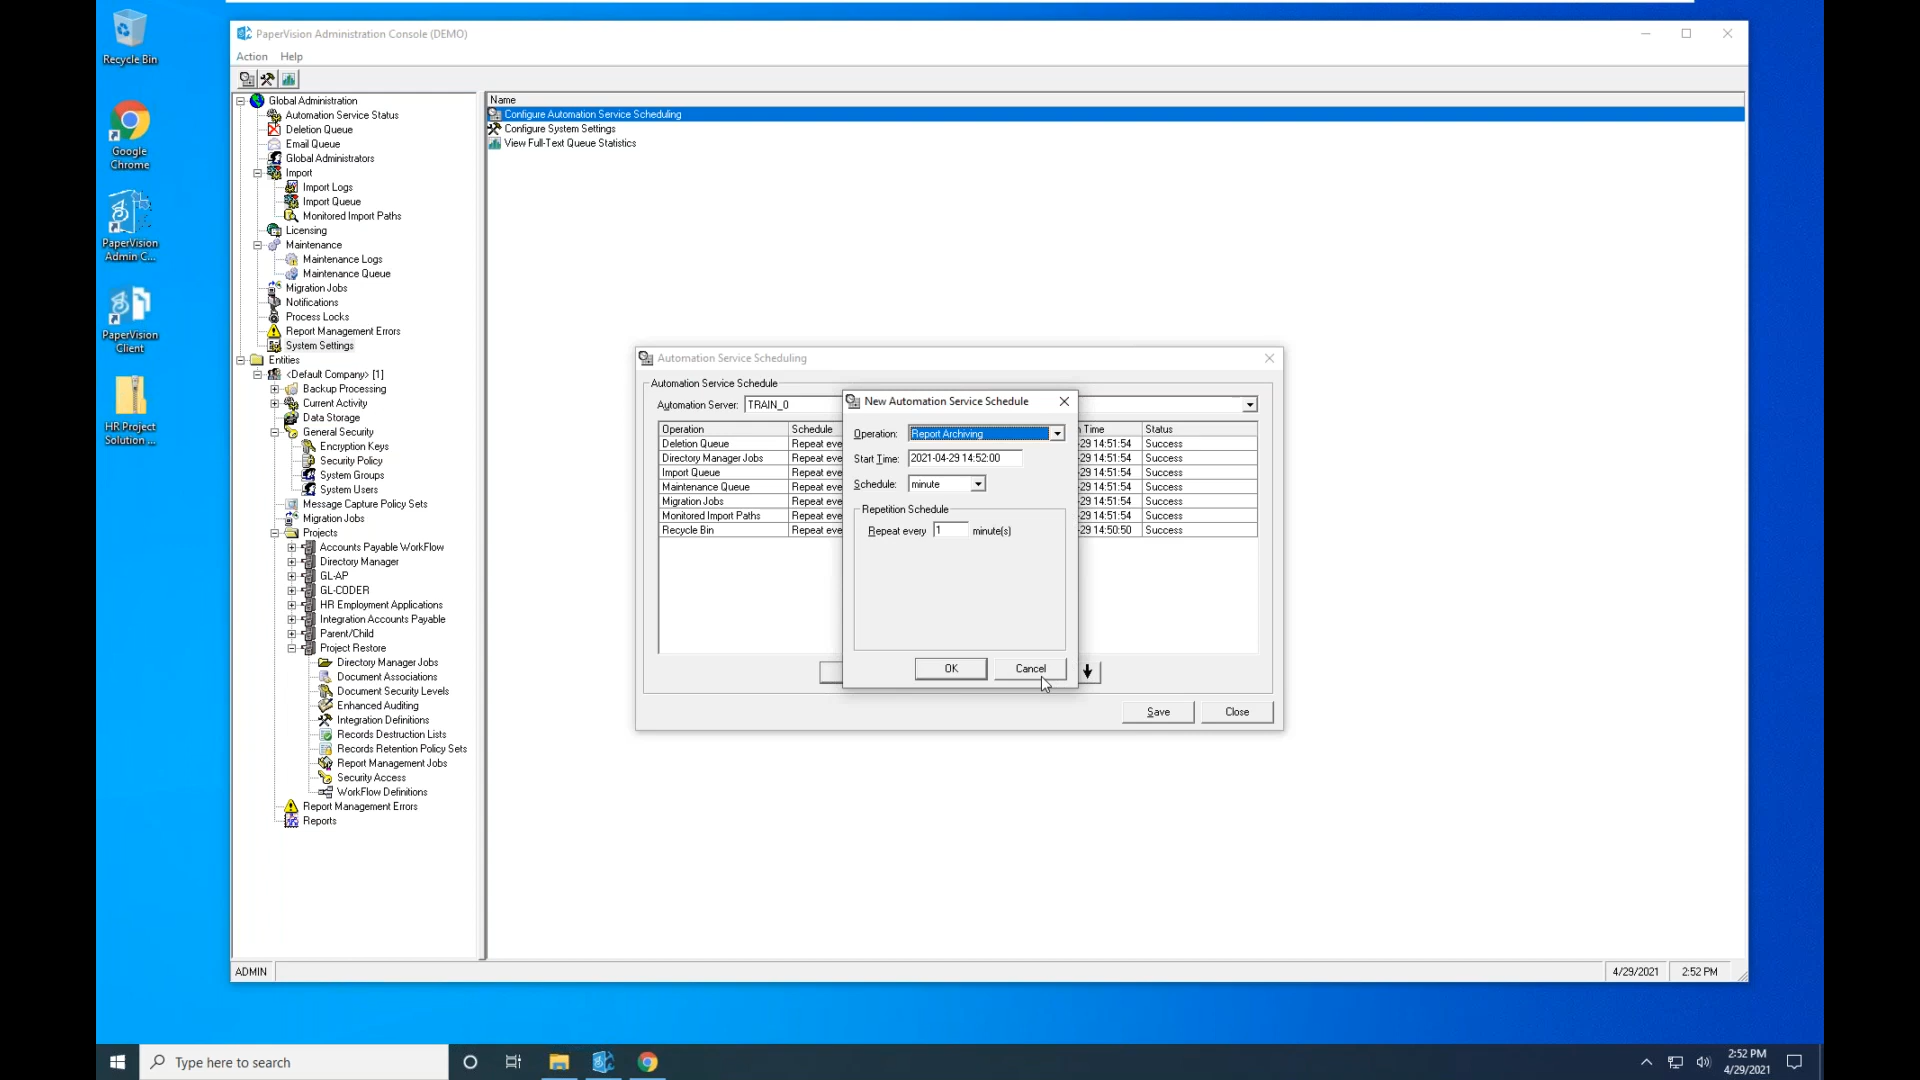 Recycle Bin
Google
Chrome
PaperVision
Admin C...
PaperVision
Client
HR Project
Solution ...
PaperVision Administration Console (DEMO)
Action Help
Global Administration
Automation Service Status
Deletion Queue
Email Queue
Global Administrators
Import
Import Logs
Import Queue
Monitored Import Paths
Licensing
Maintenance
Maintenance Logs
Maintenance Queue
Migration Jobs
Notifications
Process Locks
Report Management Errors
System Settings
Entities
<Default Company> [1]
Backup Processing
Current Activity
Data Storage
General Security
Encryption Keys
Security Policy
System Groups
System Users
Message Capture Policy Sets
Migration Jobs
Projects
Accounts Payable WorkFlow
Directory Manager
GL-AP
GL-CODER
HR Employment Applications
Integration Accounts Payable
Parent/Child
Project Restore
Directory Manager Jobs
Document Associations
Document Security Levels
Enhanced Auditing
Integration Definitions
Records Destruction Lists
Records Retention Policy Sets
Report Management Jobs
Security Access
WorkFlow Definitions
Report Management Errors
Reports
Name
Configure Automation Service Scheduling
Configure System Settings
View Full-Text Queue Statistics
Automation Service Scheduling
Automation Service Schedule
Automation Server: TRAIN_0
Operation Schedule Time Status
Deletion Queue Repeat eve -29 14:51:54 Success
Directory Manager Jobs Repeat eve -29 14:51:54 Success
Import Queue Repeat eve -29 14:51:54 Success
Maintenance Queue Repeat eve -29 14:51:54 Success
Migration Jobs Repeat eve -29 14:51:54 Success
Monitored Import Paths Repeat eve -29 14:51:54 Success
Recycle Bin Repeat eve -29 14:50:50 Success
Save Close
New Automation Service Schedule
Operation: Report Archiving
Start Time: 2021-04-29 14:52:00
Schedule: minute
Repetition Schedule
Repeat every 1 minute(s)
OK Cancel
ADMIN 4/29/2021 2:52 PM
Type here to search
2:52 PM
4/29/2021